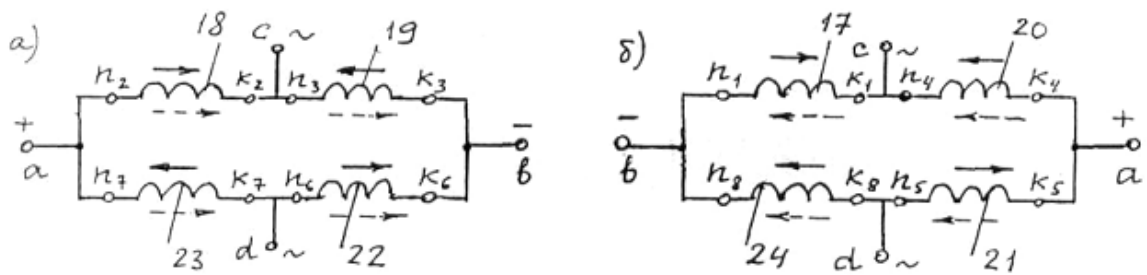 а) 18 c ~ 19 б) 17 c ~ 20
н2 к2 н3 к3 н1 к1 н4 к4
+ a − в − в + a
н7 к7 н6 к6 н8 к8 н5 к5
23 d ~ 22 24 d ~ 21